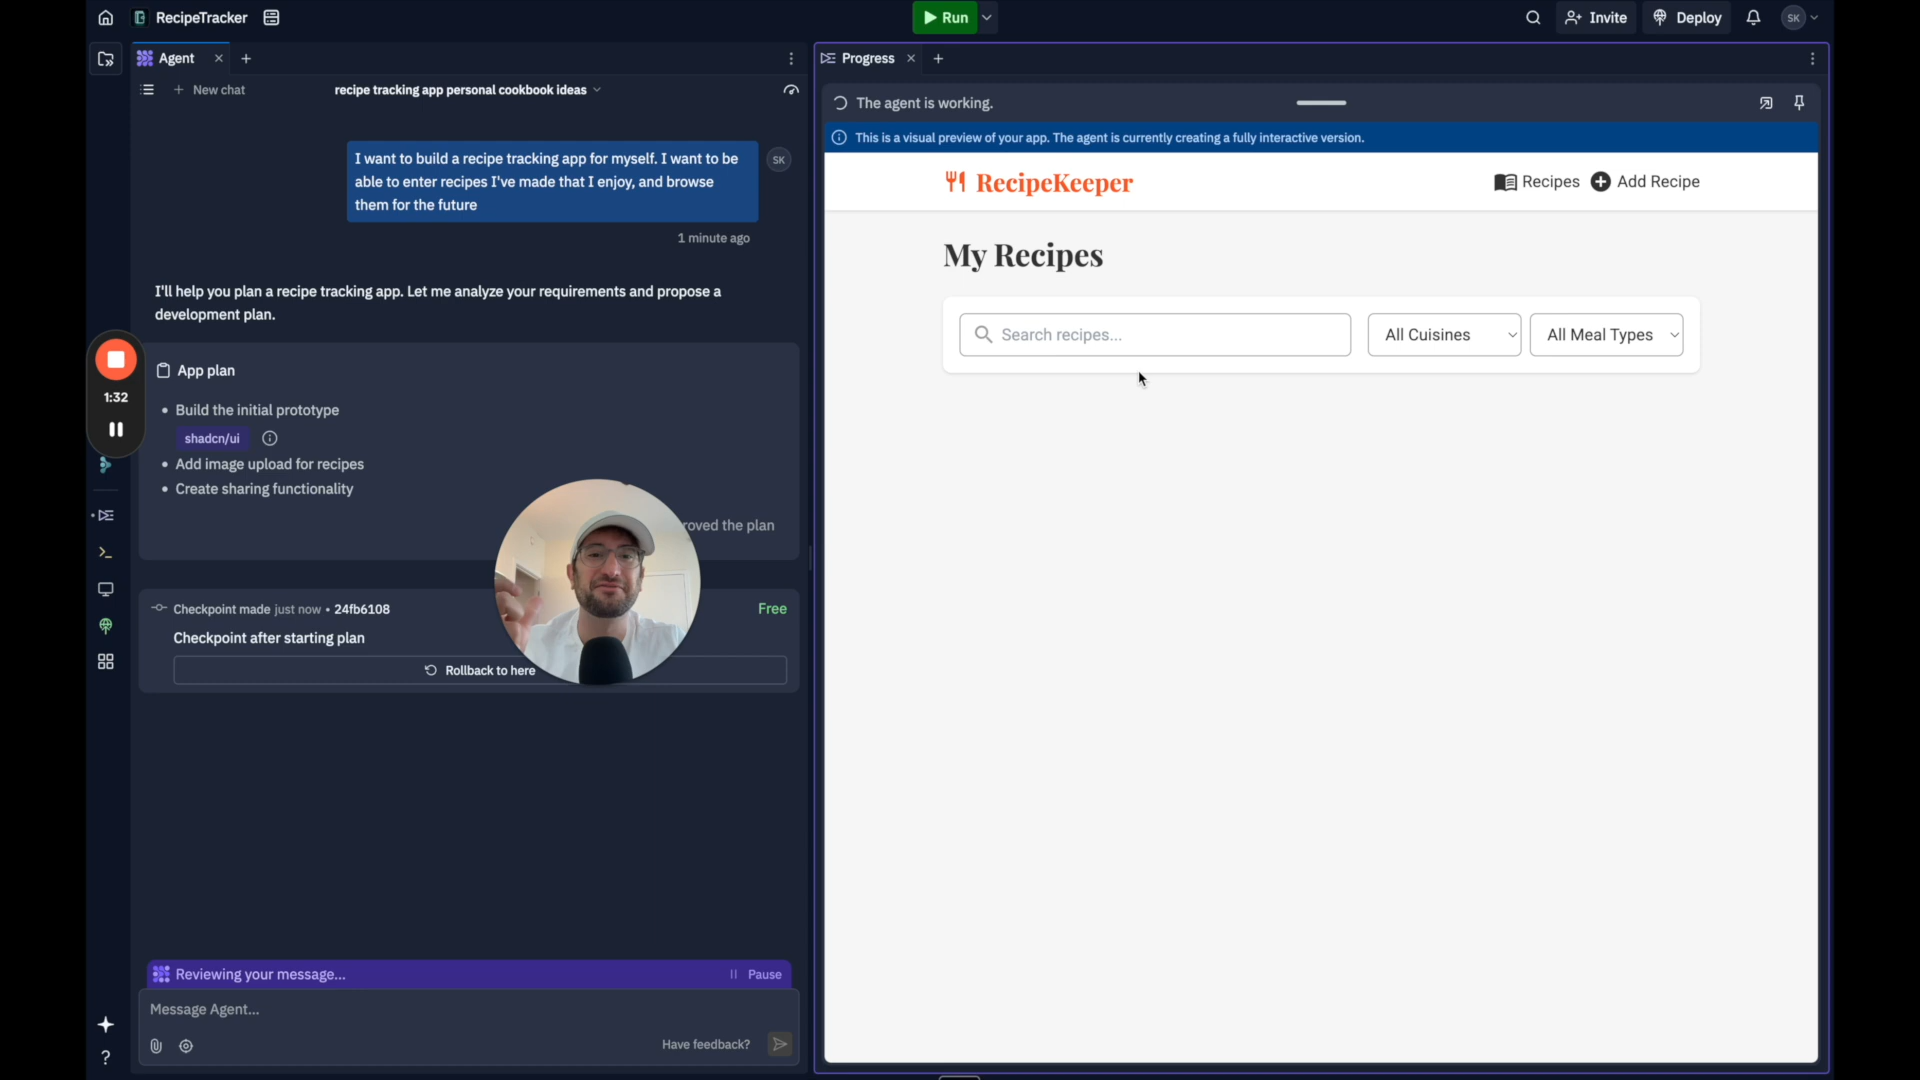 RecipeTracker
Run
Invite
Deploy
SK
Agent
Progress
New chat
recipe tracking app personal cookbook ideas
The agent is working.
This is a visual preview of your app. The agent is currently creating a fully interactive version.
I want to build a recipe tracking app for myself. I want to be
able to enter recipes I've made that I enjoy, and browse
them for the future
SK
1 minute ago
I'll help you plan a recipe tracking app. Let me analyze your requirements and propose a
development plan.
App plan
Build the initial prototype
shadcn/ui
Add image upload for recipes
Create sharing functionality
roved the plan
1:32
Checkpoint made just now • 24fb6108
Free
Checkpoint after starting plan
Rollback to here
Reviewing your message...
Pause
Message Agent...
Have feedback?
RecipeKeeper
Recipes
Add Recipe
My Recipes
Search recipes...
All Cuisines
All Meal Types